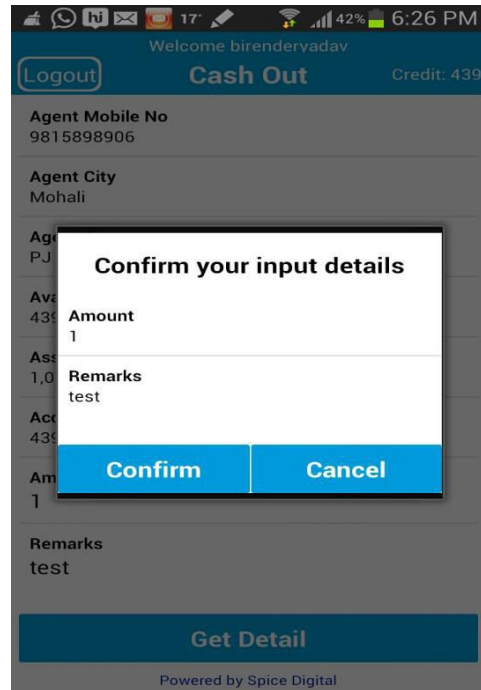 17° 42% 6:26 PM
Welcome birenderyadav
Logout Cash Out Credit: 439
Agent Mobile No
9815898906
Agent City
Mohali
Age
PJ
Confirm your input details
Ava
439
Amount
1
Ass
1,0
Remarks
test
Acc
439
Confirm Cancel
Am
1
Remarks
test
Get Detail
Powered by Spice Digital